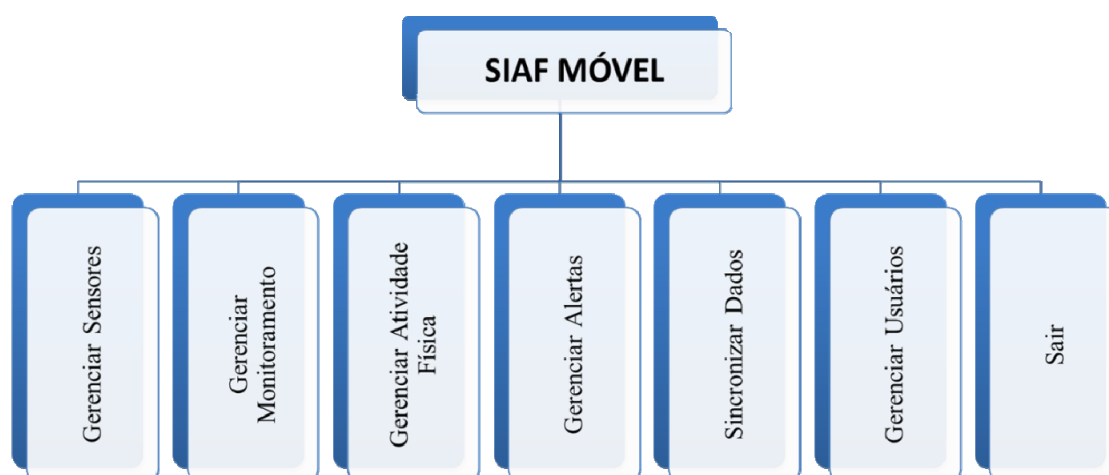 SIAF MÓVEL
Gerenciar Sensores
Gerenciar
Monitoramento
Gerenciar Atividade
Física
Gerenciar Alertas
Sincronizar Dados
Gerenciar Usuários
Sair